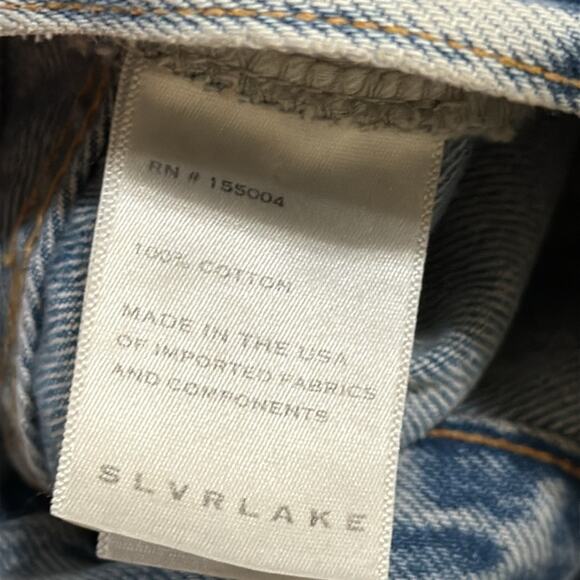 RN # 155004
100% COTTON
MADE IN THE USA
OF IMPORTED FABRICS
AND COMPONENTS
SLVRLAKE